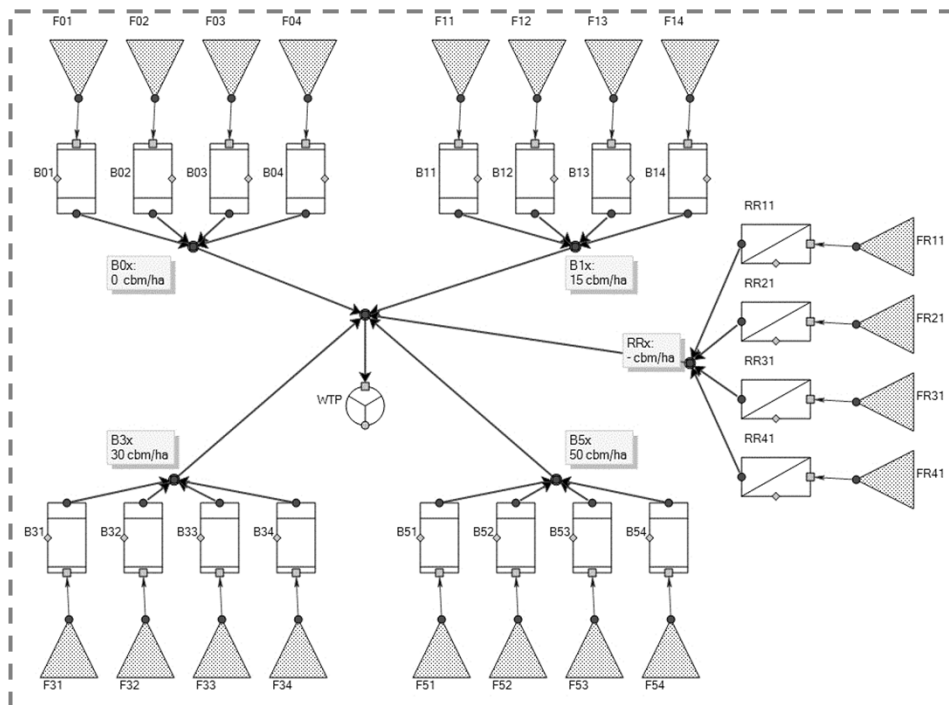 F01 F02 F03 F04 F11 F12 F13 F14
B01 B02 B03 B04 B11 B12 B13 B14
RR11
FR11
B0x:
0 cbm/ha
B1x:
15 cbm/ha
RR21
FR21
RRx:
- cbm/ha
RR31
FR31
WTP
B3x
30 cbm/ha
B5x
50 cbm/ha
RR41
FR41
B31 B32 B33 B34 B51 B52 B53 B54
F31 F32 F33 F34 F51 F52 F53 F54